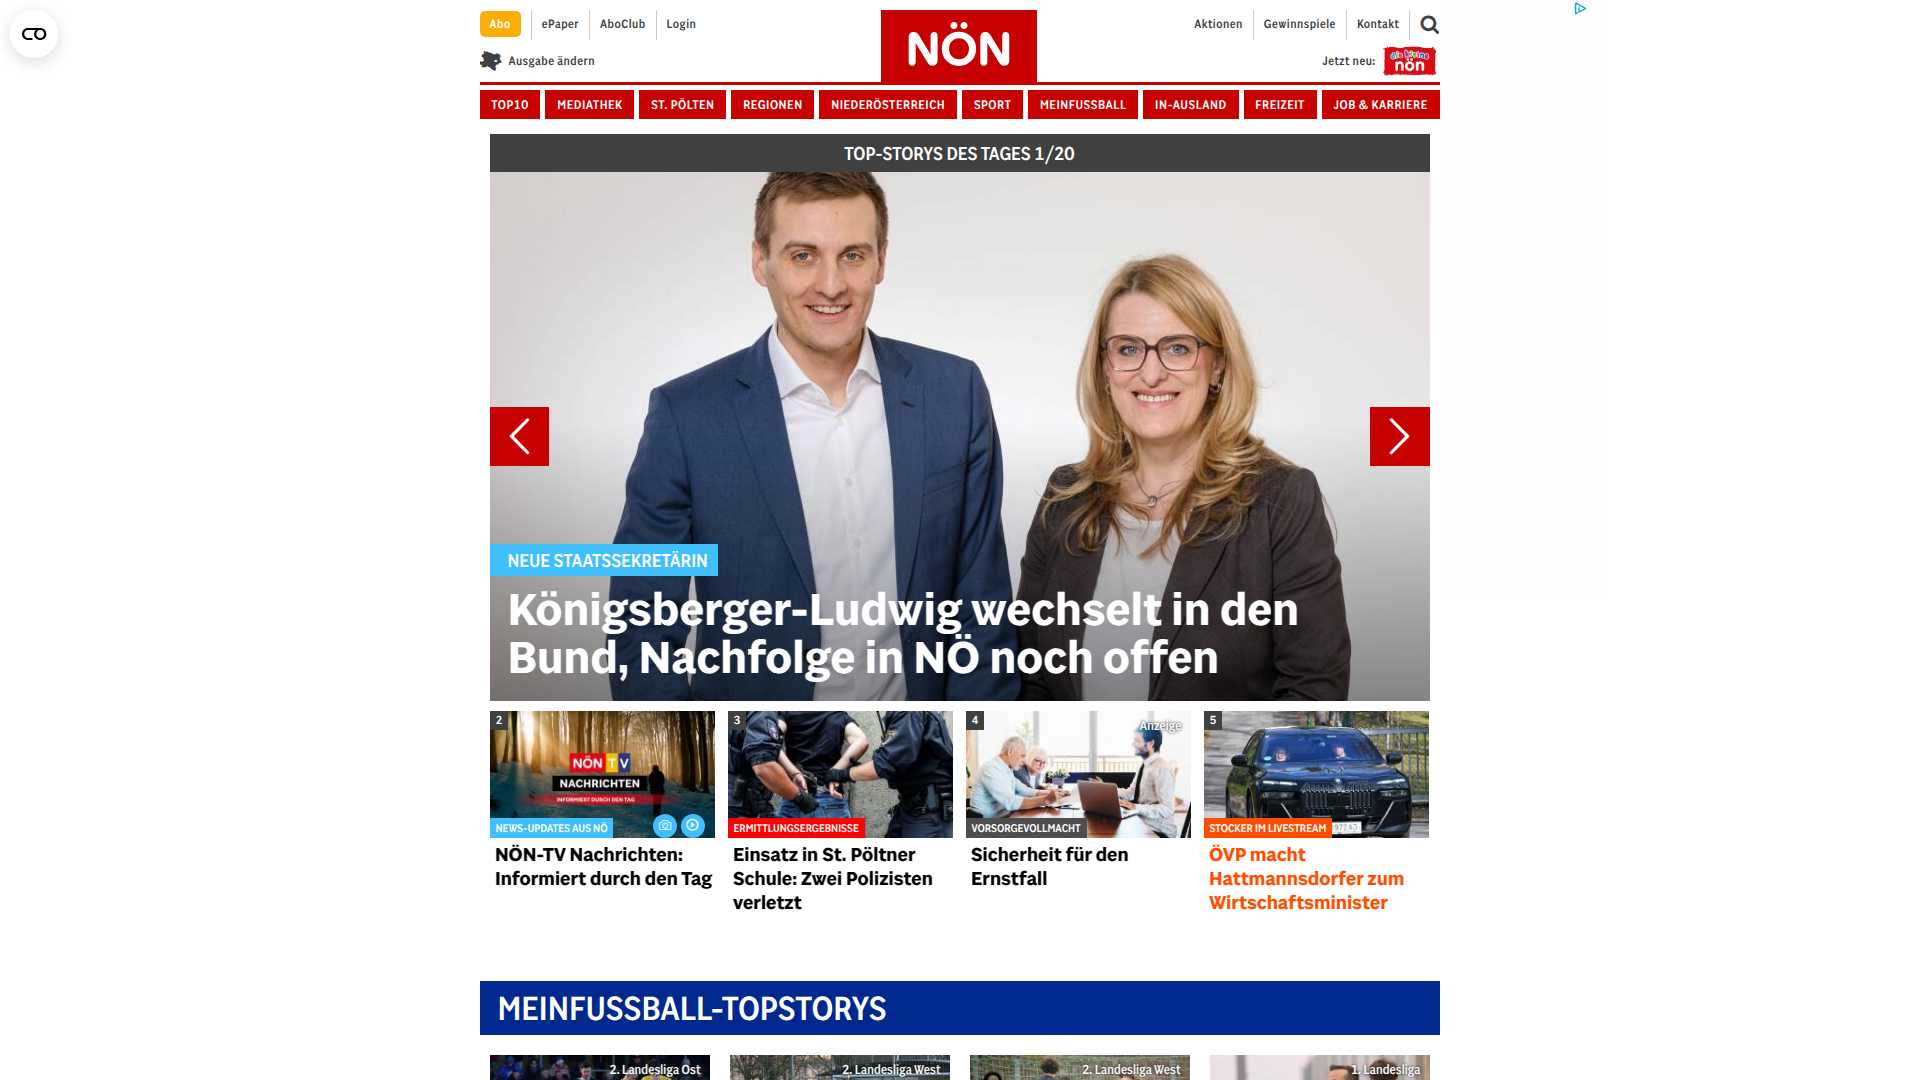 Abo
ePaper
AboClub
Login
NÖN
Aktionen
Gewinnspiele
Kontakt
Ausgabe ändern
Jetzt neu:
die kleine
nön
TOP10
MEDIATHEK
ST. PÖLTEN
REGIONEN
NIEDERÖSTERREICH
SPORT
MEINFUSSBALL
IN-AUSLAND
FREIZEIT
JOB & KARRIERE
TOP-STORYS DES TAGES 1/20
NEUE STAATSSEKRETÄRIN
Königsberger-Ludwig wechselt in den
Bund, Nachfolge in NÖ noch offen
2
NÖN TV
NACHRICHTEN
INFORMIERT DURCH DEN TAG
NEWS-UPDATES AUS NÖ
NÖN-TV Nachrichten:
Informiert durch den Tag
3
ERMITTLUNGSERGEBNISSE
Einsatz in St. Pöltner
Schule: Zwei Polizisten
verletzt
4
Anzeige
VORSORGEVOLLMACHT
Sicherheit für den
Ernstfall
5
STOCKER IM LIVESTREAM
ÖVP macht
Hattmannsdorfer zum
Wirtschaftsminister
MEINFUSSBALL-TOPSTORYS
2. Landesliga Ost
2. Landesliga West
2. Landesliga West
1. Landesliga